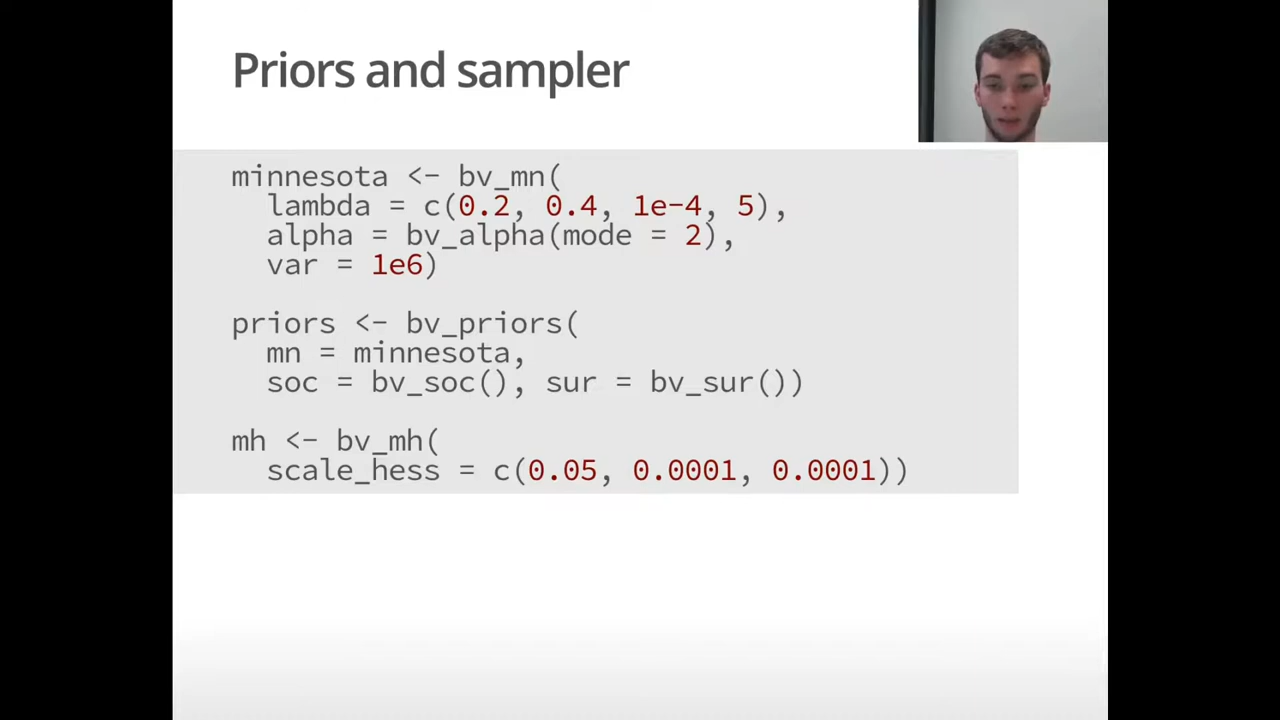 Priors and sampler
minnesota <- bv_mn(
lambda = c(0.2, 0.4, 1e-4, 5),
alpha = bv_alpha(mode = 2),
var = 1e6)
priors <- bv_priors(
mn = minnesota,
soc = bv_soc(), sur = bv_sur())
mh <- bv_mh(
scale_hess = c(0.05, 0.0001, 0.0001))